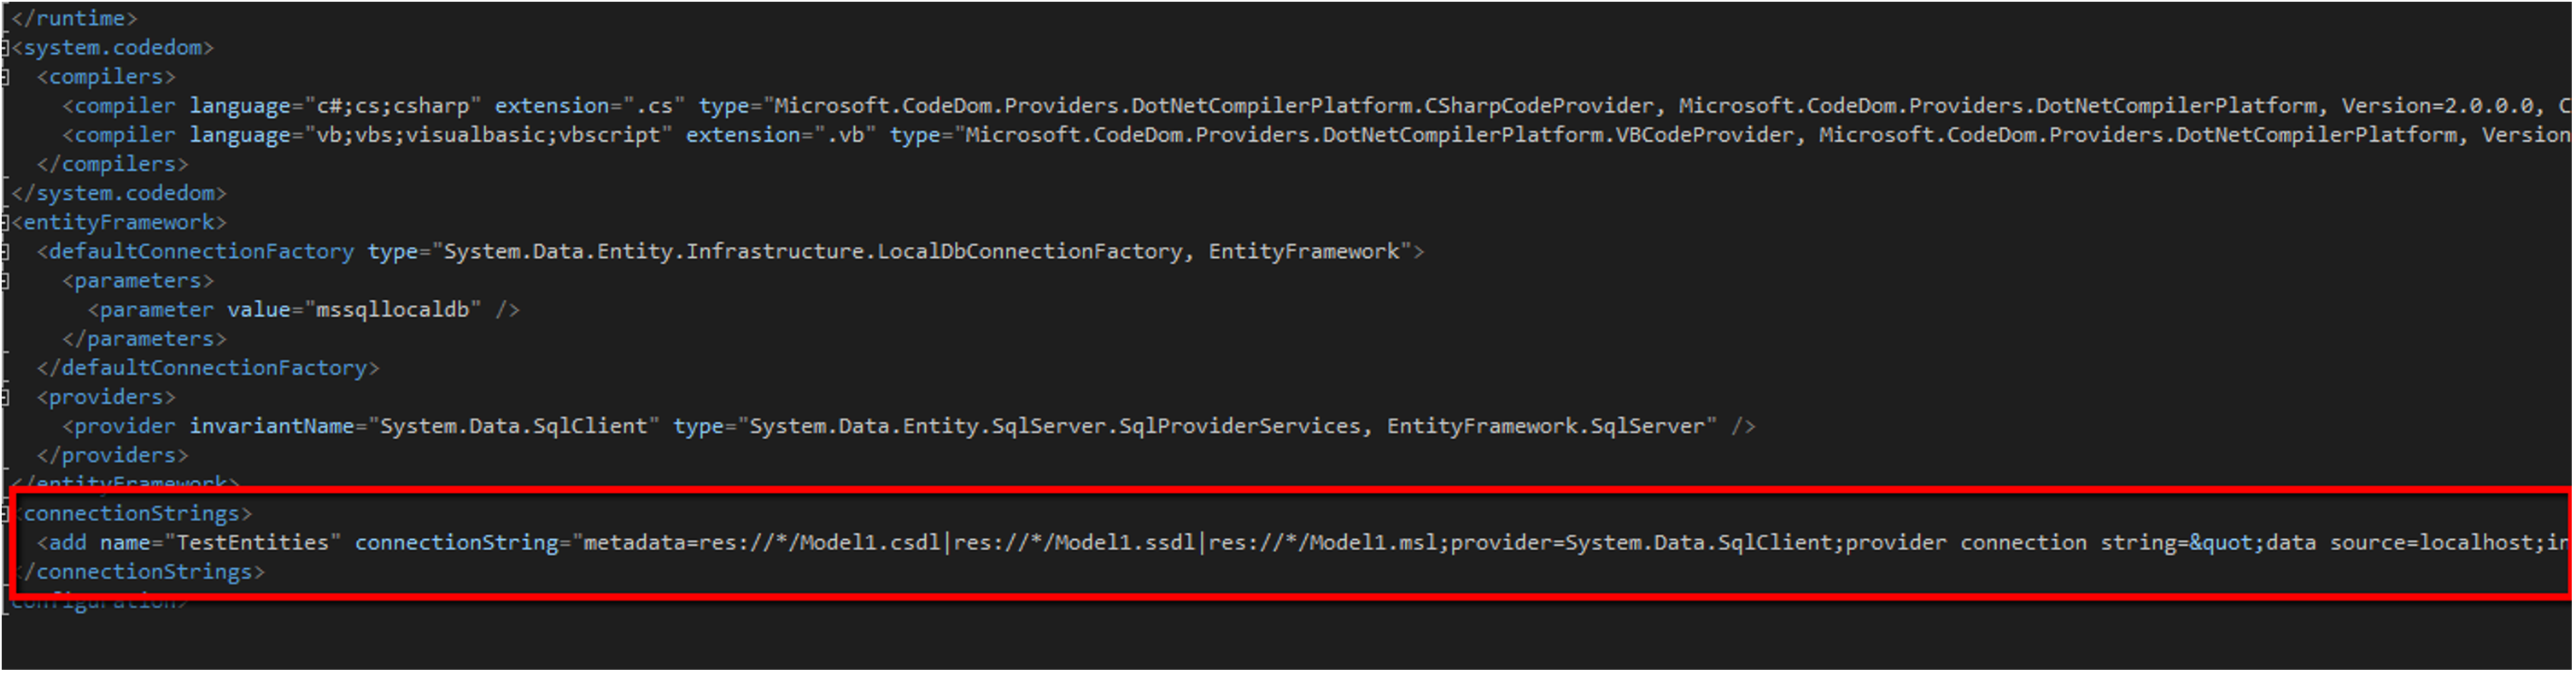 </runtime>
<system.codedom>
<compilers>
<compiler language="c#;cs;csharp" extension=".cs" type="Microsoft.CodeDom.Providers.DotNetCompilerPlatform.CSharpCodeProvider, Microsoft.CodeDom.Providers.DotNetCompilerPlatform, Version=2.0.0.0, C
<compiler language="vb;vbs;visualbasic;vbscript" extension=".vb" type="Microsoft.CodeDom.Providers.DotNetCompilerPlatform.VBCodeProvider, Microsoft.CodeDom.Providers.DotNetCompilerPlatform, Version
</compilers>
</system.codedom>
<entityFramework>
<defaultConnectionFactory type="System.Data.Entity.Infrastructure.LocalDbConnectionFactory, EntityFramework">
<parameters>
<parameter value="mssqllocaldb" />
</parameters>
</defaultConnectionFactory>
<providers>
<provider invariantName="System.Data.SqlClient" type="System.Data.Entity.SqlServer.SqlProviderServices, EntityFramework.SqlServer" />
</providers>
</entityFramework>
connectionStrings>
<add name="TestEntities" connectionString="metadata=res://*/Model1.csdl|res://*/Model1.ssdl|res://*/Model1.msl;provider=System.Data.SqlClient;provider connection string=&quot;data source=localhost;in
/connectionStrings>
configuration>